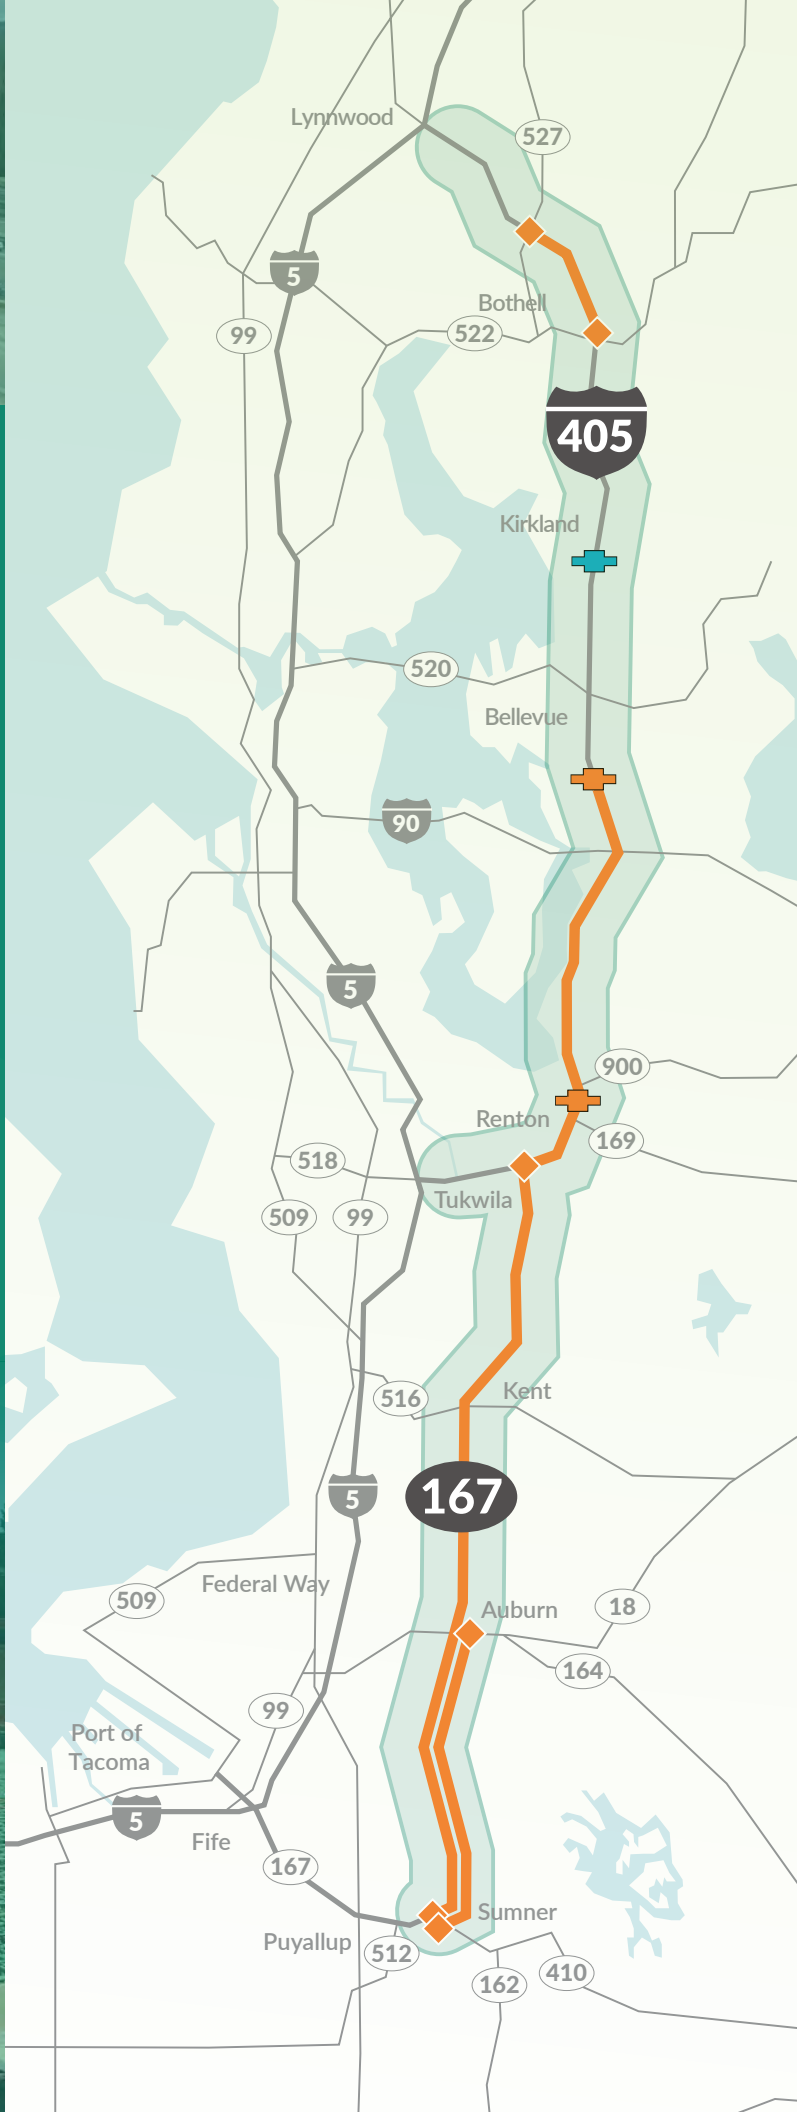 Lynnwood
527
5
Bothell
99
522
405
Kirkland
520
Bellevue
90
5
900
Renton
169
518
Tukwila
509
99
Kent
516
5
167
Federal Way
509
Auburn
18
164
99
Port of
Tacoma
5
Fife
167
Sumner
Puyallup
512
162
410